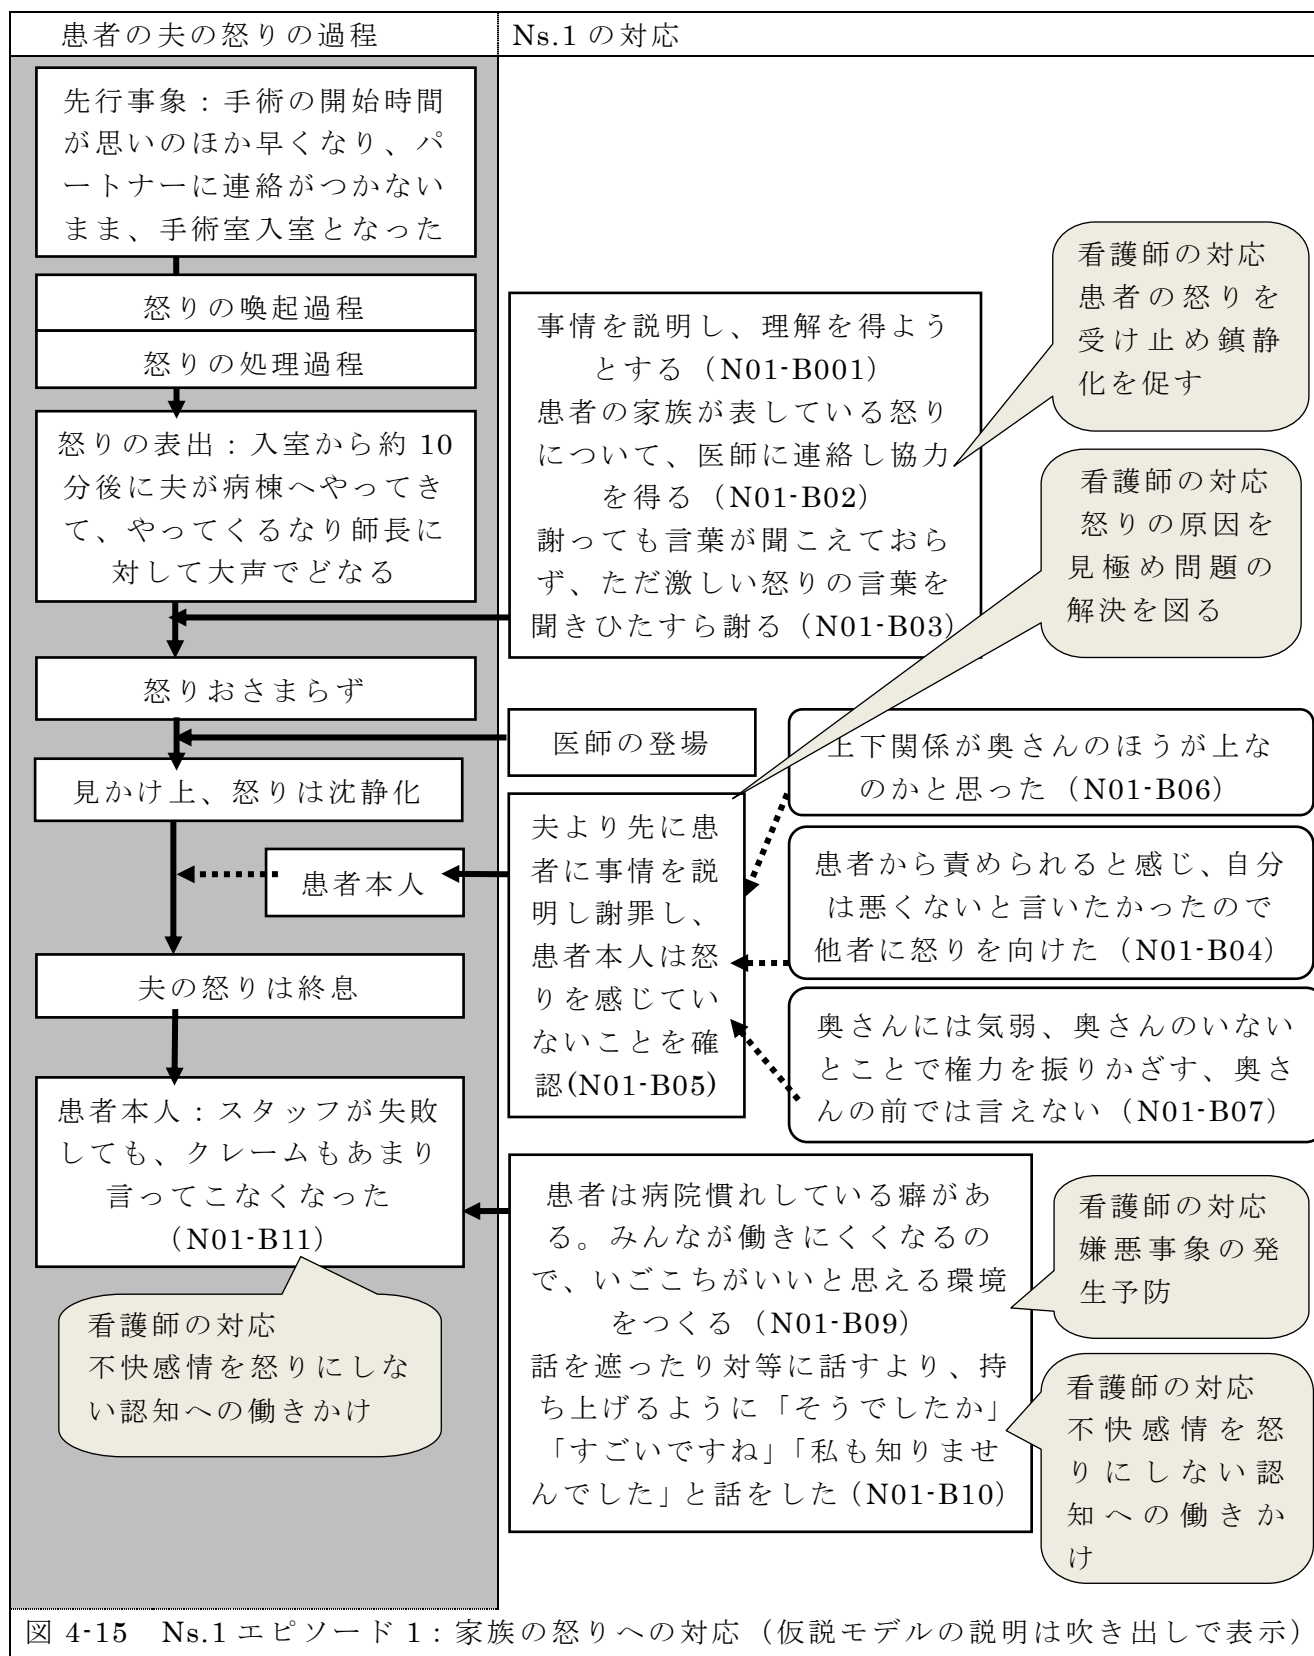 患者の夫の怒りの過程
Ns.1 の対応
先行事象：手術の開始時間
が思いのほか早くなり、パ
ートナーに連絡がつかない
まま、手術室入室となった
怒りの喚起過程
怒りの処理過程
怒りの表出：入室から約 10
分後に夫が病棟へやってき
て、やってくるなり師長に
対して大声でどなる
怒りおさまらず
見かけ上、怒りは沈静化
患者本人
夫の怒りは終息
患者本人：スタッフが失敗
しても、クレームもあまり
言ってこなくなった
（N01-B11）
看護師の対応
不快感情を怒りにしな
い認知への働きかけ
事情を説明し、理解を得よう
とする（N01-B001）
患者の家族が表している怒り
について、医師に連絡し協力
を得る（N01-B02）
謝っても言葉が聞こえておら
ず、ただ激しい怒りの言葉を
聞きひたすら謝る（N01-B03）
医師の登場
夫より先に患
者に事情を説
明し謝罪し、
患者本人は怒
りを感じてい
ないことを確
認(N01-B05)
看護師の対応
患者の怒りを
受け止め鎮静
化を促す
看護師の対応
怒りの原因を
見極め問題の
解決を図る
上下関係が奥さんのほうが上な
のかと思った（N01-B06）
患者から責められると感じ、自分
は悪くないと言いたかったので
他者に怒りを向けた（N01-B04）
奥さんには気弱、奥さんのいない
とことで権力を振りかざす、奥さ
んの前では言えない（N01-B07）
患者は病院慣れしている癖があ
る。みんなが働きにくくなるの
で、いごこちがいいと思える環境
をつくる（N01-B09）
話を遮ったり対等に話すより、持
ち上げるように「そうでしたか」
「すごいですね」「私も知りませ
んでした」と話をした（N01-B10）
看護師の対応
嫌悪事象の発
生予防
看護師の対応
不快感情を怒
りにしない認
知への働きか
け
図 4-15　Ns.1 エピソード 1：家族の怒りへの対応（仮説モデルの説明は吹き出しで表示）